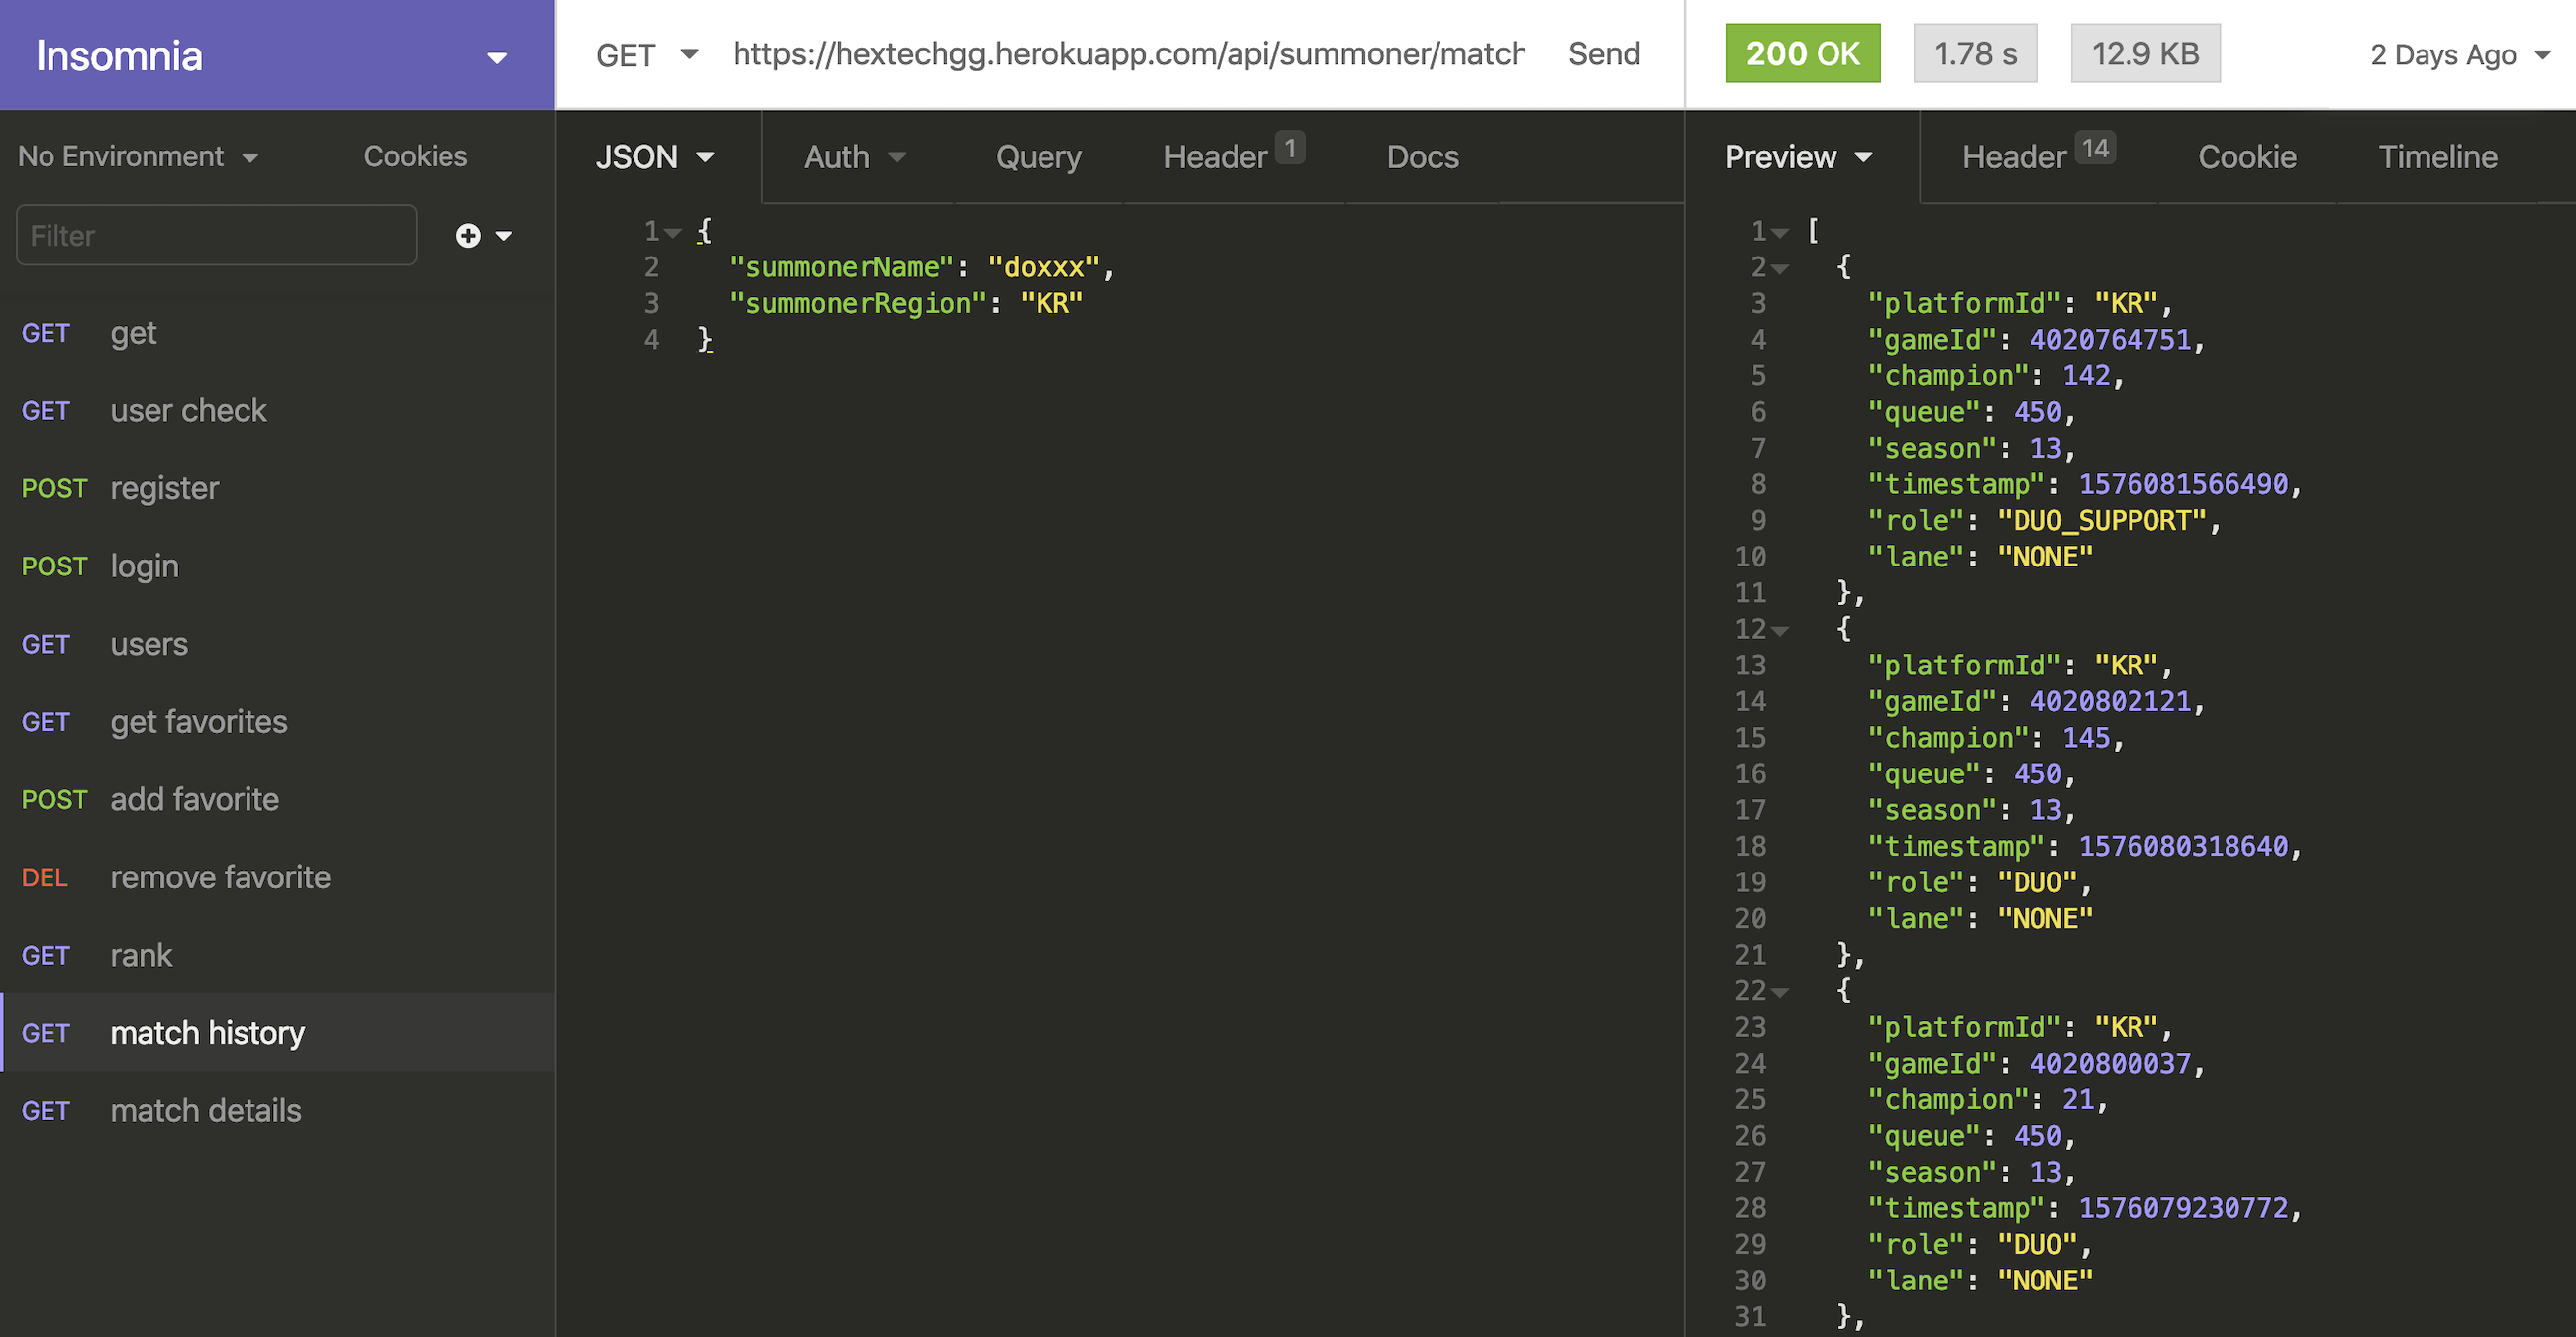 Insomnia
No Environment
Cookies
Filter
GET get
GET user check
POST register
POST login
GET users
GET get favorites
POST add favorite
DEL remove favorite
GET rank
GET match history
GET match details
GET https://hextechgg.herokuapp.com/api/summoner/match Send
JSON Auth Query Header 1 Docs
1 {
2 "summonerName": "doxxx",
3 "summonerRegion": "KR"
4 }
200 OK 1.78 s 12.9 KB 2 Days Ago
Preview Header 14 Cookie Timeline
1 [
2 {
3 "platformId": "KR",
4 "gameId": 4020764751,
5 "champion": 142,
6 "queue": 450,
7 "season": 13,
8 "timestamp": 1576081566490,
9 "role": "DUO_SUPPORT",
10 "lane": "NONE"
11 },
12 {
13 "platformId": "KR",
14 "gameId": 4020802121,
15 "champion": 145,
16 "queue": 450,
17 "season": 13,
18 "timestamp": 1576080318640,
19 "role": "DUO",
20 "lane": "NONE"
21 },
22 {
23 "platformId": "KR",
24 "gameId": 4020800037,
25 "champion": 21,
26 "queue": 450,
27 "season": 13,
28 "timestamp": 1576079230772,
29 "role": "DUO",
30 "lane": "NONE"
31 },